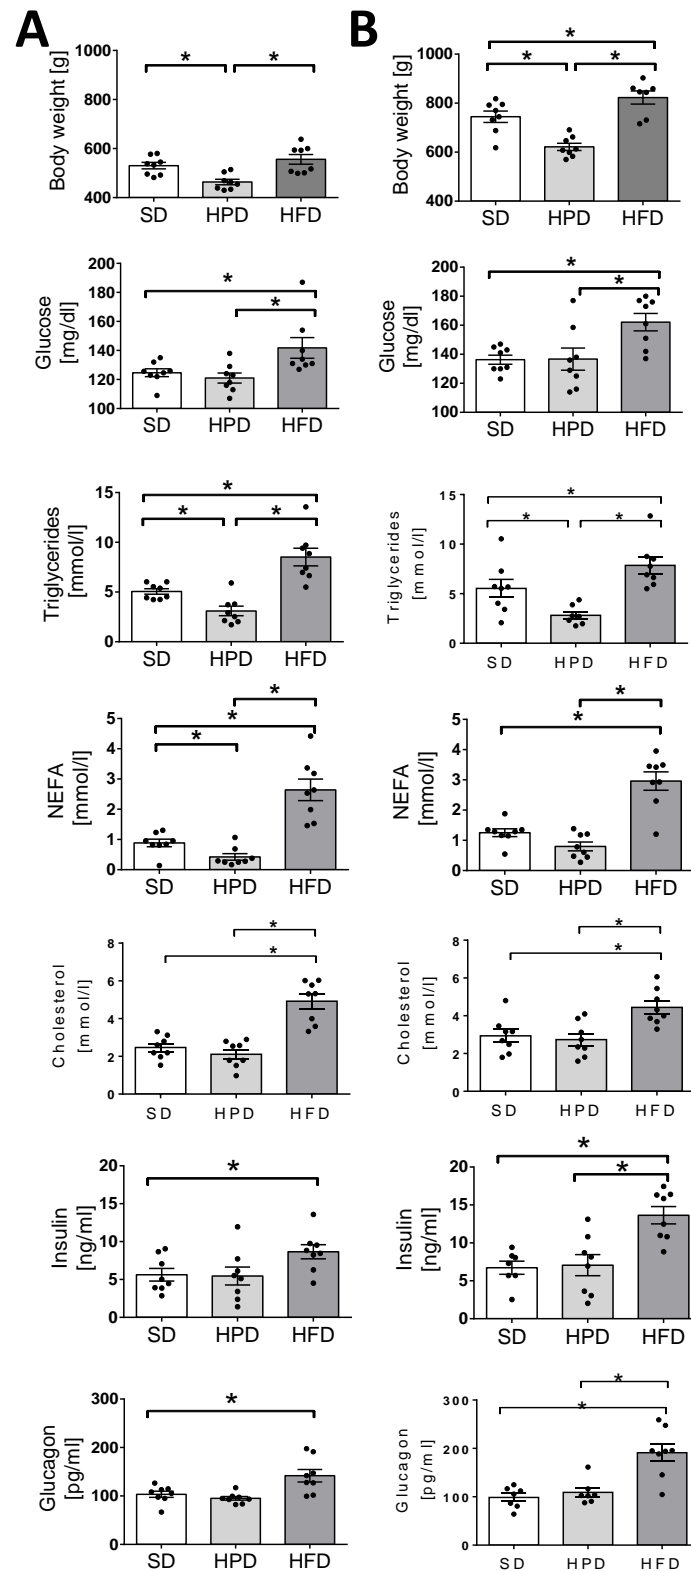 A B
Body weight [g]
1000
800
600
400
*
*
SD HPD HFD
Body weight [g]
1000
800
600
400
*
*
*
SD HPD HFD
Glucose
[mg/dl]
200
180
160
140
120
100
*
*
SD HPD HFD
Glucose
[mg/dl]
200
180
160
140
120
100
*
*
SD HPD HFD
Triglycerides
[mmol/l]
15
10
5
0
*
*
*
SD HPD HFD
Triglycerides
[mmol/l]
15
10
5
0
*
*
*
SD HPD HFD
NEFA
[mmol/l]
5
4
3
2
1
0
*
*
*
SD HPD HFD
NEFA
[mmol/l]
5
4
3
2
1
0
*
*
SD HPD HFD
Cholesterol
[mmol/l]
8
6
4
2
0
*
*
SD HPD HFD
Cholesterol
[mmol/l]
8
6
4
2
0
*
*
SD HPD HFD
Insulin
[ng/ml]
20
15
10
5
0
*
SD HPD HFD
Insulin
[ng/ml]
20
15
10
5
0
*
*
SD HPD HFD
Glucagon
[pg/ml]
300
200
100
0
*
SD HPD HFD
Glucagon
[pg/ml]
300
200
100
0
*
*
SD HPD HFD